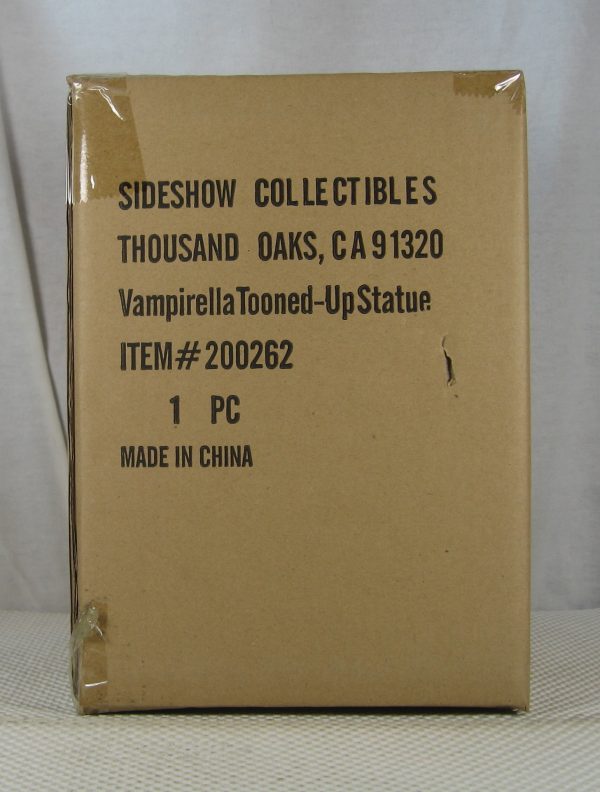 SIDESHOW COLLECTIBLES
THOUSAND OAKS, CA 91320
Vampirella Tooned-Up Statue
ITEM# 200262
1 PC
MADE IN CHINA